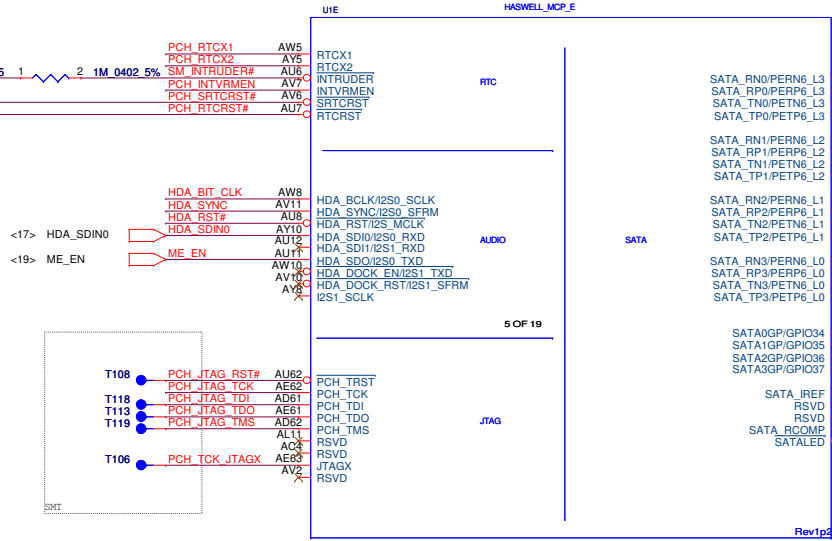 U1E
HASWELL_MCP_E
5 1 2 1M_0402_5%
PCH_RTCX1 AW5 RTCX1
PCH_RTCX2 AY5 RTCX2
SM_INTRUDER# AU6 INTRUDER
PCH_INTVRMEN AV7 INTVRMEN
PCH_SRTCRST# AV6 SRTCRST
PCH_RTCRST# AU7 RTCRST
RTC
SATA_RN0/PERN6_L3
SATA_RP0/PERP6_L3
SATA_TN0/PETN6_L3
SATA_TP0/PETP6_L3
SATA_RN1/PERN6_L2
SATA_RP1/PERP6_L2
SATA_TN1/PETN6_L2
SATA_TP1/PETP6_L2
HDA_BIT_CLK AW8 HDA_BCLK/I2S0_SCLK
HDA_SYNC AV11 HDA_SYNC/I2S0_SFRM
HDA_RST# AU8 HDA_RST/I2S_MCLK
<17> HDA_SDIN0 HDA_SDIN0 AY10 HDA_SDI0/I2S0_RXD
AU12 HDA_SDI1/I2S1_RXD
<19> ME_EN ME_EN AU11 HDA_SDO/I2S0_TXD
AW10 HDA_DOCK_EN/I2S1_TXD
AV10 HDA_DOCK_RST/I2S1_SFRM
AY8 I2S1_SCLK
AUDIO
SATA
SATA_RN2/PERN6_L1
SATA_RP2/PERP6_L1
SATA_TN2/PETN6_L1
SATA_TP2/PETP6_L1
SATA_RN3/PERN6_L0
SATA_RP3/PERP6_L0
SATA_TN3/PETN6_L0
SATA_TP3/PETP6_L0
5 OF 19
SATA0GP/GPIO34
SATA1GP/GPIO35
SATA2GP/GPIO36
SATA3GP/GPIO37
T108 PCH_JTAG_RST# AU62 PCH_TRST
PCH_JTAG_TCK AE62 PCH_TCK
T118 PCH_JTAG_TDI AD61 PCH_TDI
T113 PCH_JTAG_TDO AE61 PCH_TDO
T119 PCH_JTAG_TMS AD62 PCH_TMS
AL11 RSVD
AC4 RSVD
T106 PCH_TCK_JTAGX AE63 JTAGX
AV2 RSVD
JTAG
SATA_IREF
RSVD
RSVD
SATA_RCOMP
SATALED
SMT
Rev1p2